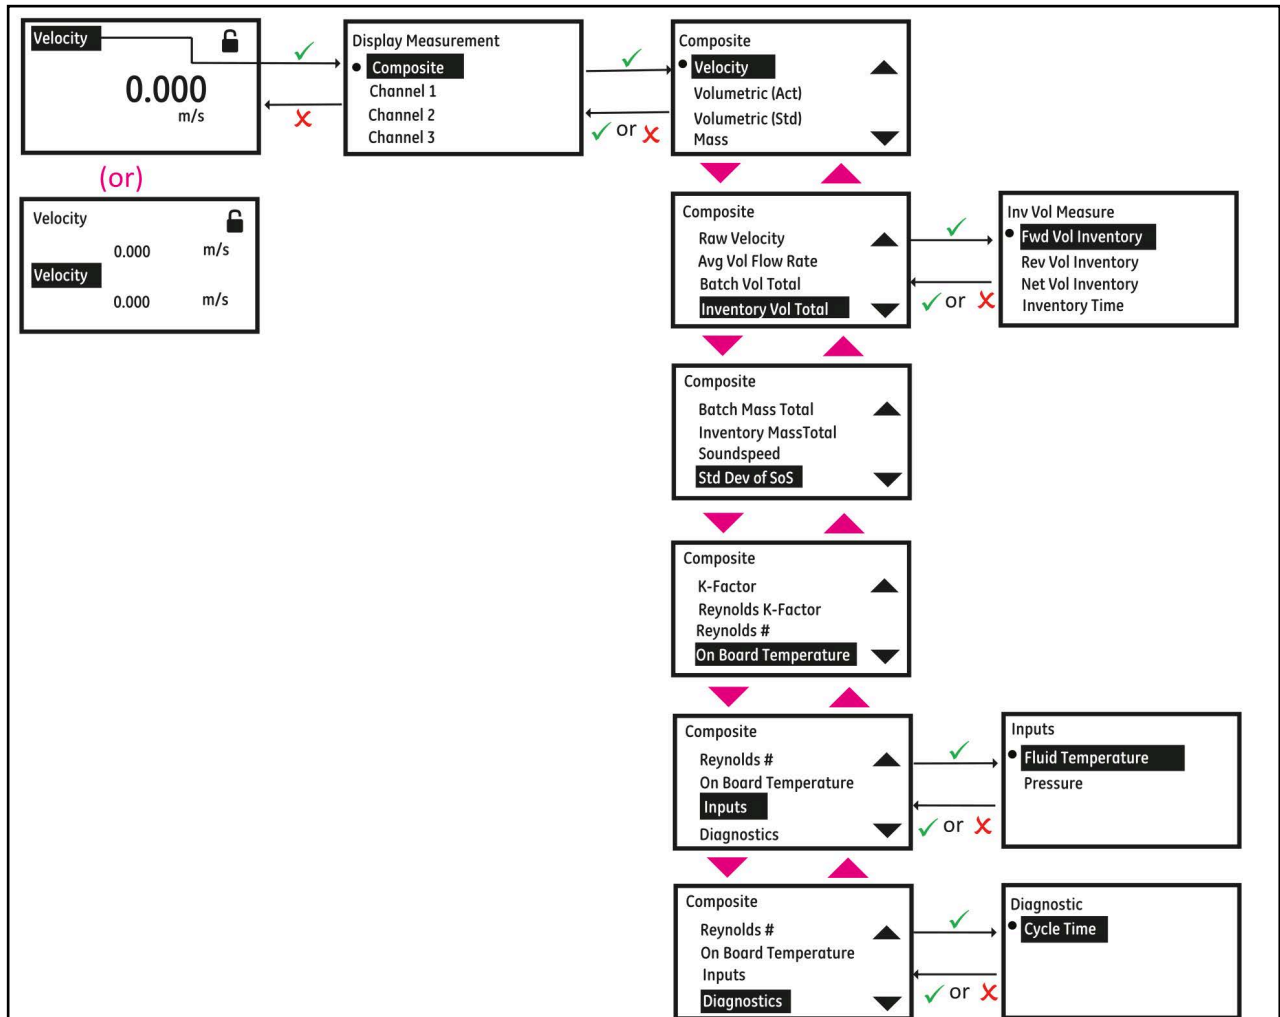 Velocity
0.000
m/s
(or)
Velocity
0.000 m/s
Velocity
0.000 m/s
✓
✗
Display Measurement
• Composite
Channel 1
Channel 2
Channel 3
✓
✓ or ✗
Composite
• Velocity
Volumetric (Act)
Volumetric (Std)
Mass
Composite
Raw Velocity
Avg Vol Flow Rate
Batch Vol Total
Inventory Vol Total
✓
✓ or ✗
Inv Vol Measure
• Fwd Vol Inventory
Rev Vol Inventory
Net Vol Inventory
Inventory Time
Composite
Batch Mass Total
Inventory MassTotal
Soundspeed
Std Dev of SoS
Composite
K-Factor
Reynolds K-Factor
Reynolds #
On Board Temperature
Composite
Reynolds #
On Board Temperature
Inputs
Diagnostics
✓
✓ or ✗
Inputs
• Fluid Temperature
Pressure
Composite
Reynolds #
On Board Temperature
Inputs
Diagnostics
✓
✓ or ✗
Diagnostic
• Cycle Time